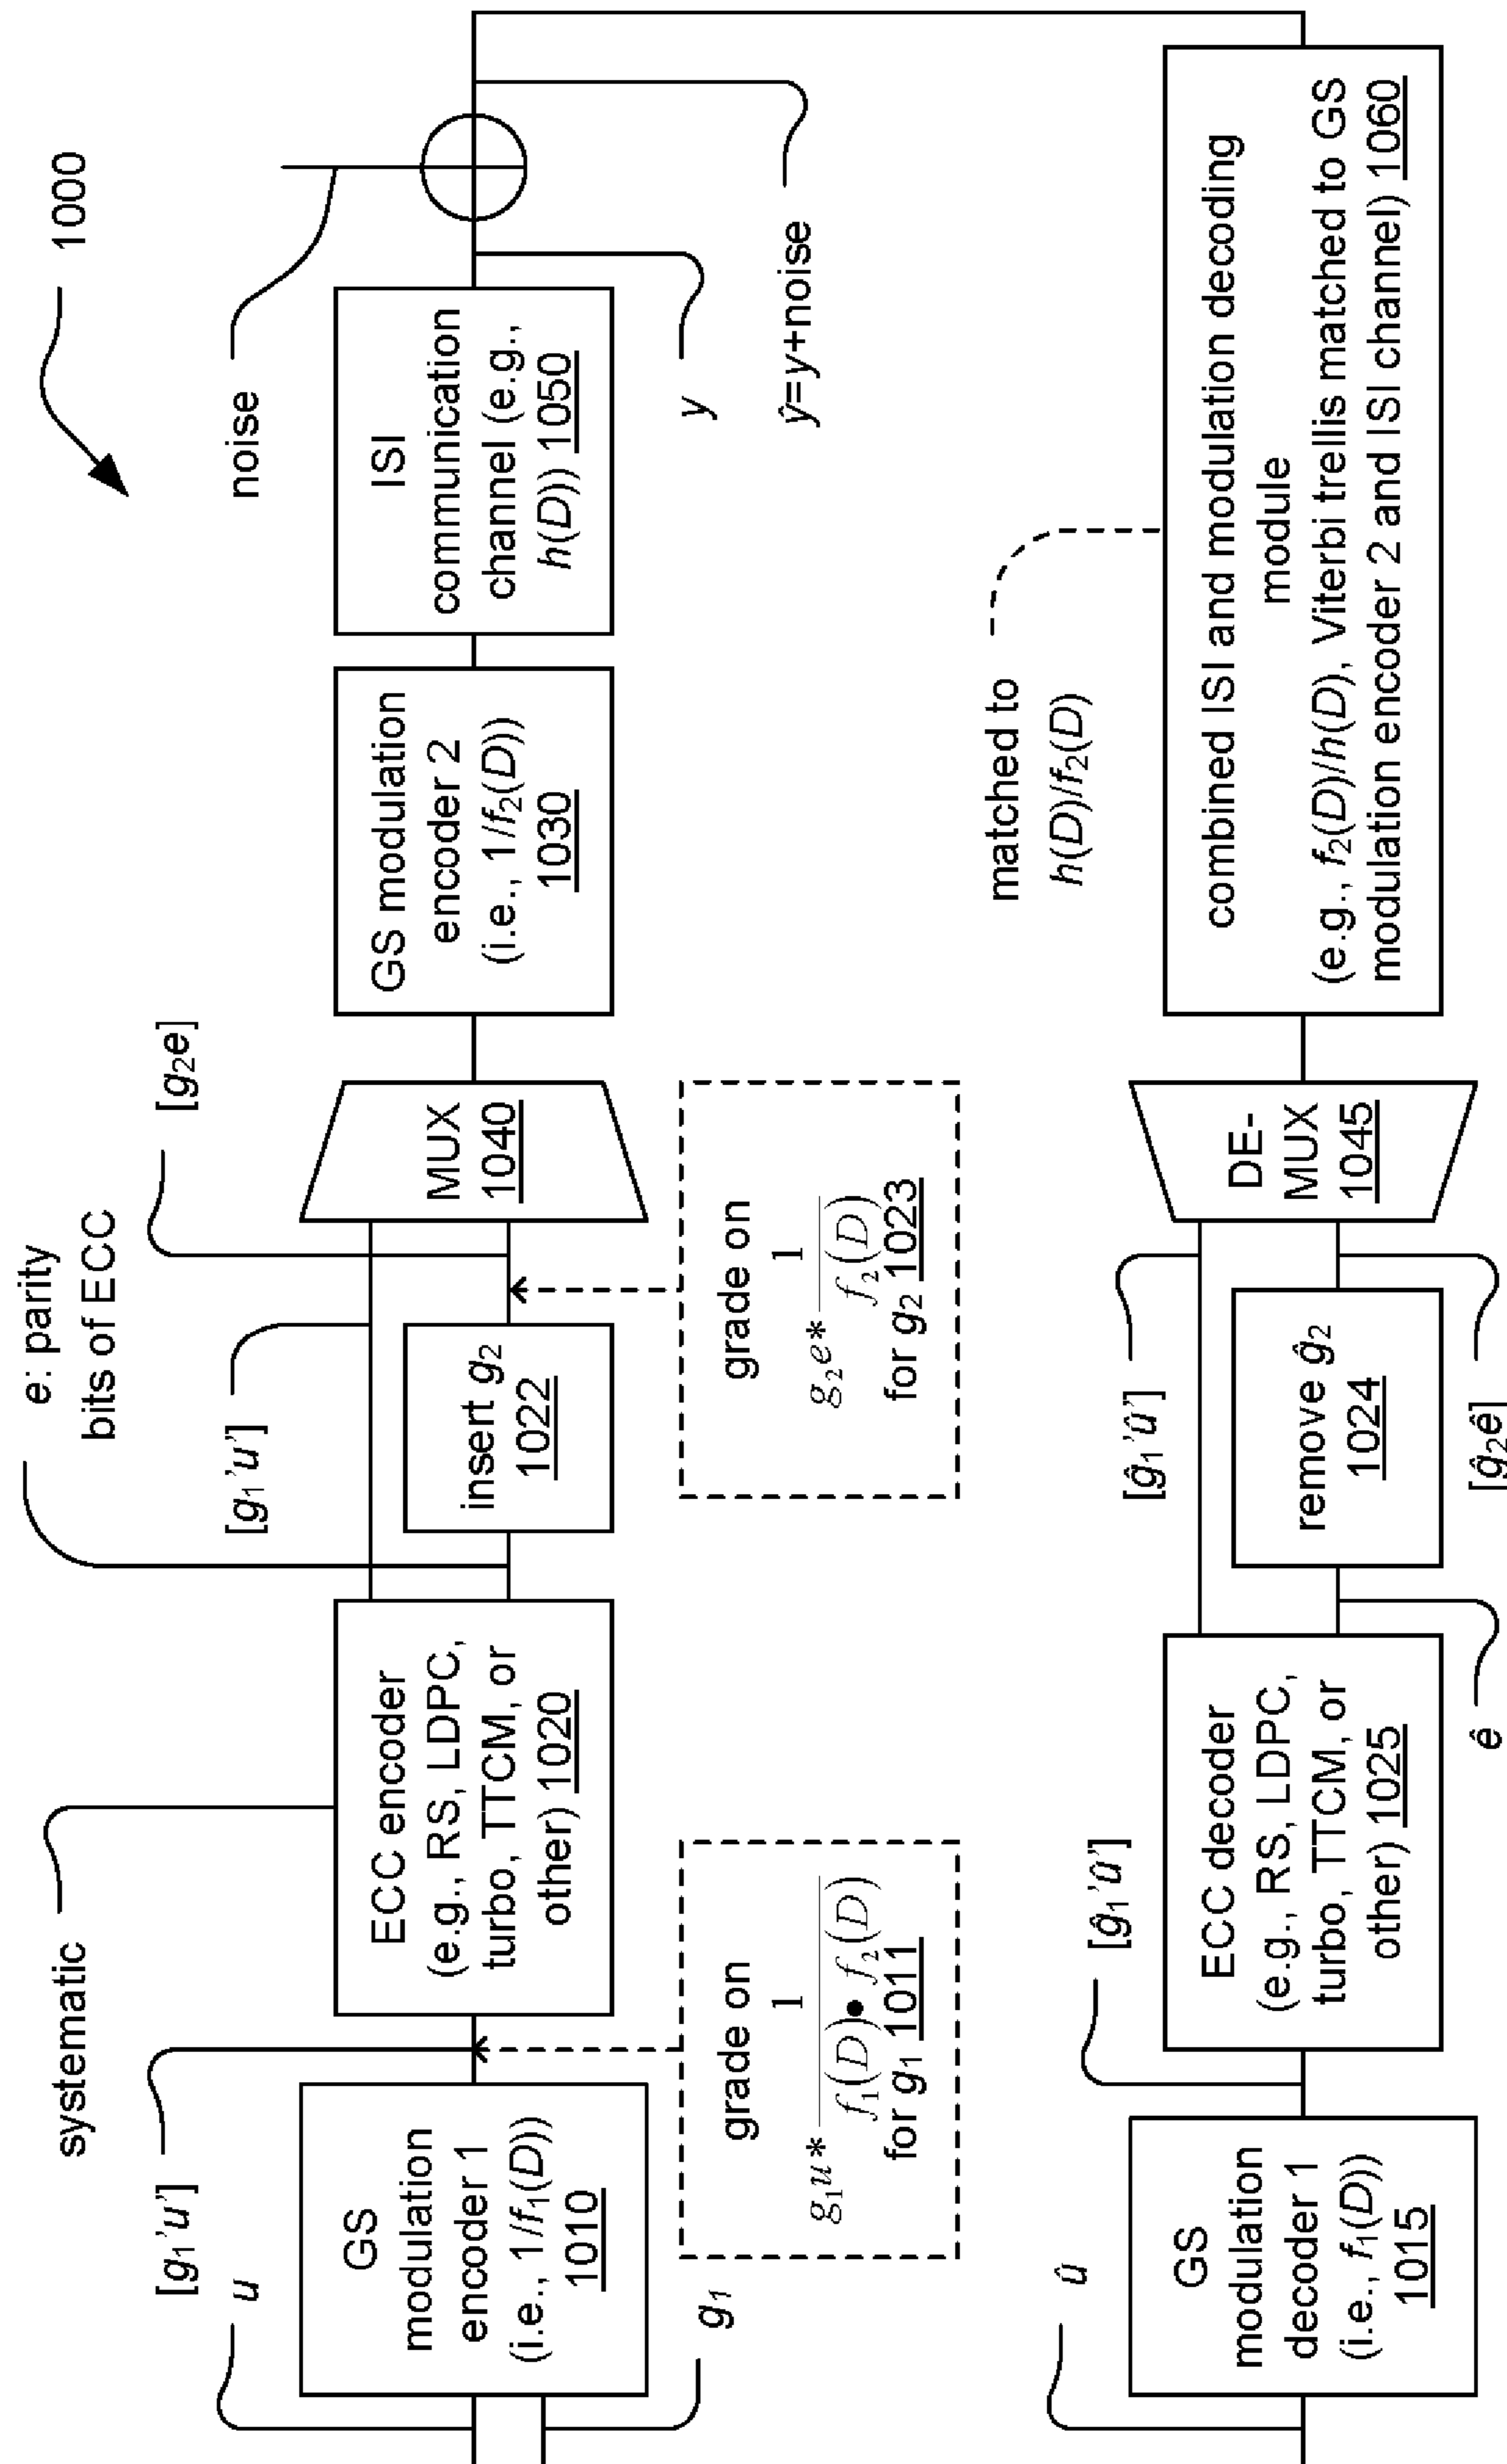 1000
e: parity
bits of ECC
systematic
[g₁'u']
[g₁'u']
[g₂e]
noise
u
GS
modulation
encoder 1
(i.e., 1/f₁(D))
1010
ECC encoder
(e.g., RS, LDPC,
turbo, TTCM, or
other) 1020
insert g₂
1022
MUX
1040
GS modulation
encoder 2
(i.e., 1/f₂(D))
1030
ISI
communication
channel (e.g.,
h(D)) 1050
g₁
y
ŷ=y+noise
grade on
g₁u* 1/(f₁(D)•f₂(D))
for g₁ 1011
grade on
g₂e* 1/f₂(D)
for g₂ 1023
matched to
h(D)/f₂(D)
û
[ĝ₁'û']
[ĝ₁'û']
GS
modulation
decoder 1
(i.e., f₁(D))
1015
ECC decoder
(e.g., RS, LDPC,
turbo, TTCM, or
other) 1025
remove ĝ₂
1024
DE-
MUX
1045
combined ISI and modulation decoding
module
(e.g., f₂(D)/h(D), Viterbi trellis matched to GS
modulation encoder 2 and ISI channel) 1060
ê
[ĝ₂ê]